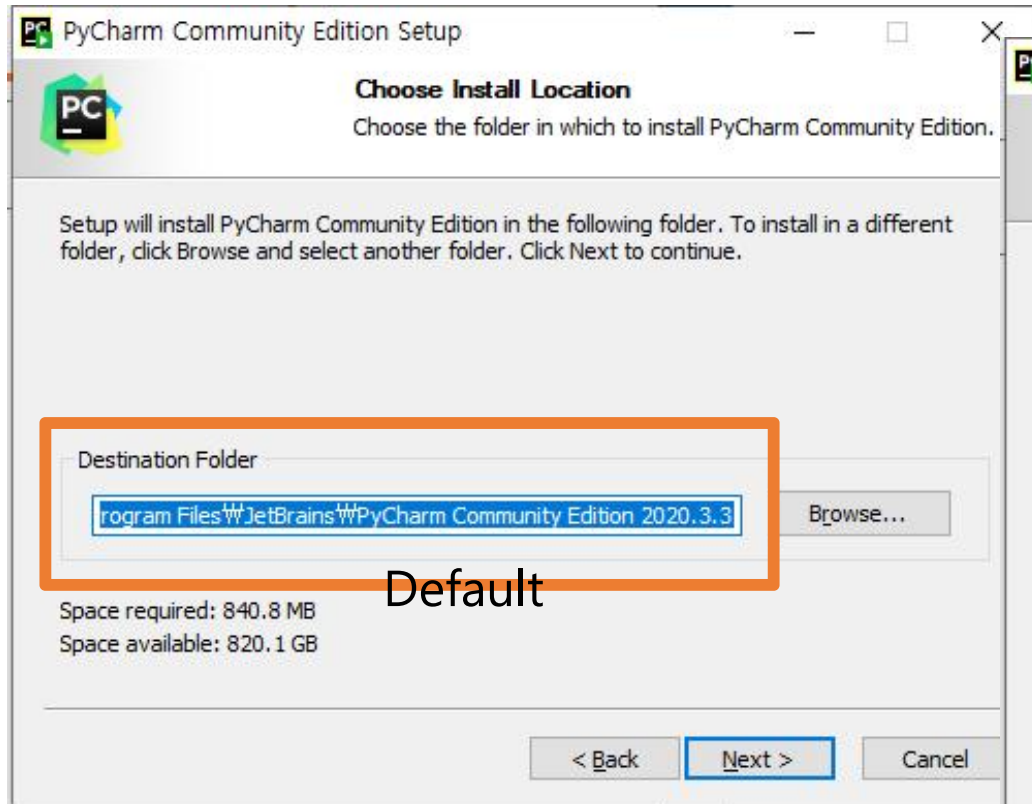 PyCharm Community Edition Setup
PC
Choose Install Location
Choose the folder in which to install PyCharm Community Edition.
Setup will install PyCharm Community Edition in the following folder. To install in a different
folder, click Browse and select another folder. Click Next to continue.
Destination Folder
rogram Files₩JetBrains₩PyCharm Community Edition 2020.3.3
Browse...
Default
Space required: 840.8 MB
Space available: 820.1 GB
< Back
Next >
Cancel